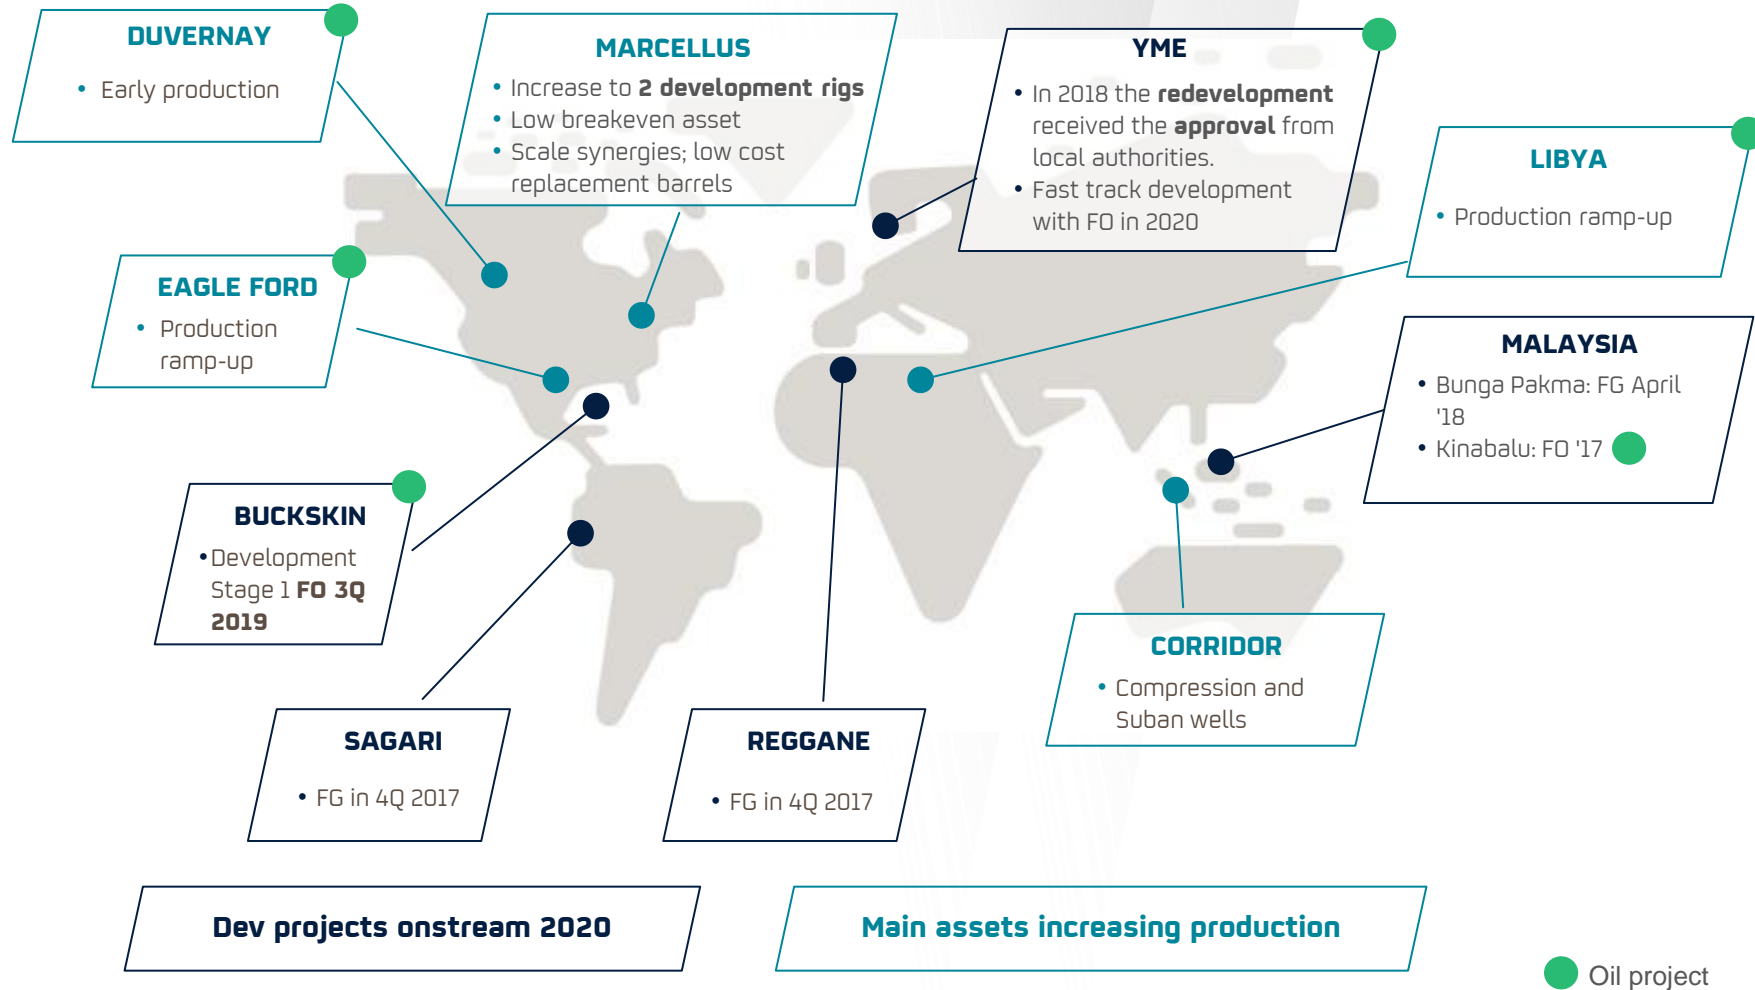 DUVERNAY
• Early production
MARCELLUS
• Increase to 2 development rigs
• Low breakeven asset
• Scale synergies; low cost
replacement barrels
YME
• In 2018 the redevelopment
received the approval from
local authorities.
• Fast track development
with FO in 2020
LIBYA
• Production ramp-up
EAGLE FORD
• Production
ramp-up
MALAYSIA
• Bunga Pakma: FG April
'18
• Kinabalu: FO '17
BUCKSKIN
• Development
Stage 1 FO 3Q
2019
CORRIDOR
• Compression and
Suban wells
SAGARI
• FG in 4Q 2017
REGGANE
• FG in 4Q 2017
Dev projects onstream 2020
Main assets increasing production
Oil project